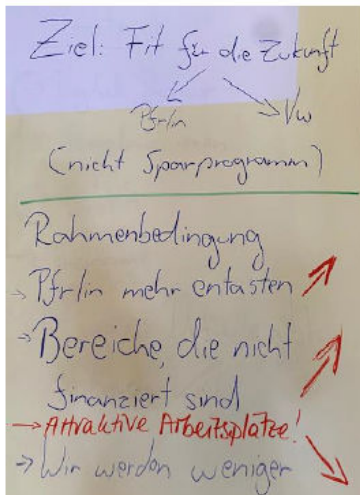 Ziel: Fit für die Zukunft
Pfr/in Vw
(nicht Sparprogramm)
Rahmenbedingung
→ Pfr/in mehr entasten
→ Bereiche, die nicht
finanziert sind
→ Attraktive Arbeitsplätze!
→ Wir werden weniger